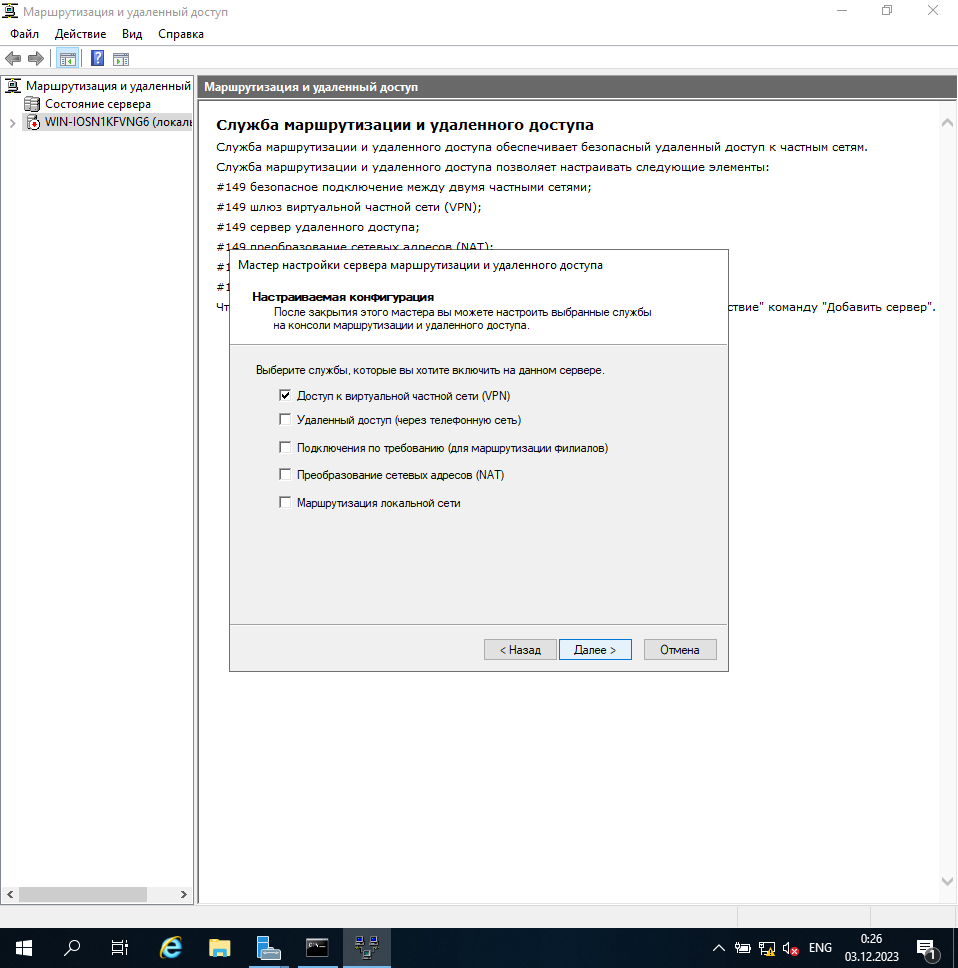 Маршрутизация и удаленный доступ
Файл Действие Вид Справка
Маршрутизация и удаленный
Состояние сервера
WIN-IOSN1KFVNG6 (локаль
Маршрутизация и удаленный доступ
Служба маршрутизации и удаленного доступа
Служба маршрутизации и удаленного доступа обеспечивает безопасный удаленный доступ к частным сетям.
Служба маршрутизации и удаленного доступа позволяет настраивать следующие элементы:
#149 безопасное подключение между двумя частными сетями;
#149 шлюз виртуальной частной сети (VPN);
#149 сервер удаленного доступа;
#149 преобразование сетевых адресов (NAT);
#1
#1
Чт
ствие" команду "Добавить сервер".
Мастер настройки сервера маршрутизации и удаленного доступа
Настраиваемая конфигурация
После закрытия этого мастера вы можете настроить выбранные службы
на консоли маршрутизации и удаленного доступа.
Выберите службы, которые вы хотите включить на данном сервере.
Доступ к виртуальной частной сети (VPN)
Удаленный доступ (через телефонную сеть)
Подключения по требованию (для маршрутизации филиалов)
Преобразование сетевых адресов (NAT)
Маршрутизация локальной сети
< Назад Далее > Отмена
ENG
0:26
03.12.2023
1